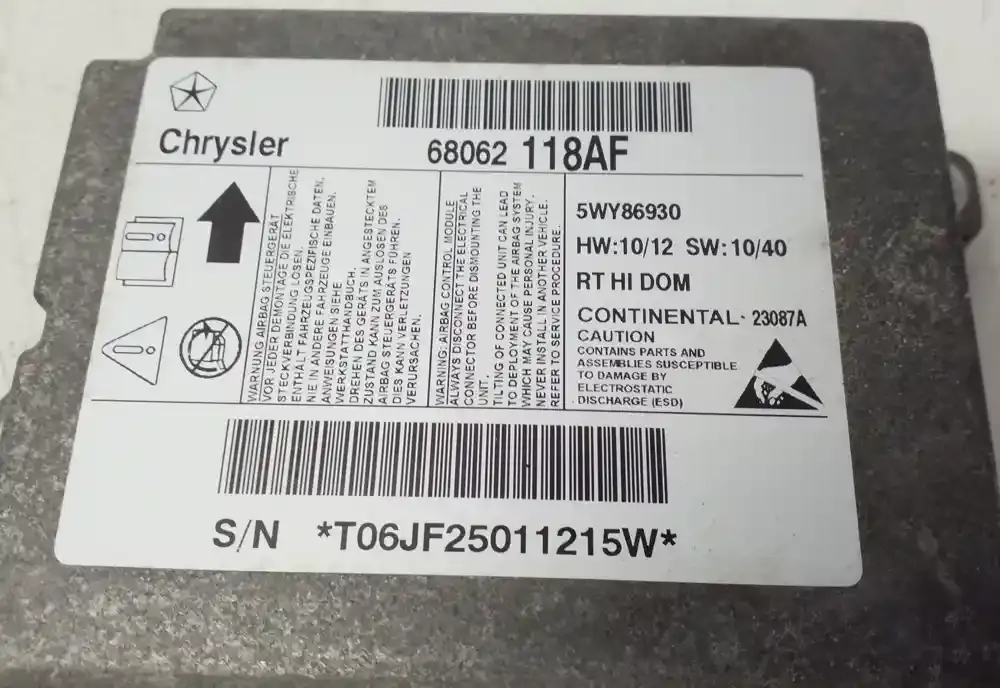 Chrysler
68062 118AF
WARNUNG AIRBAG STEUERGERÄT
VOR JEDER DEMONTAGE DIE ELEKTRISCHE
STECKVERBINDUNG LÖSEN.
ENTHÄLT FAHRZEUGSPEZIFISCHE DATEN,
NIE IN ANDERE FAHRZEUGE EINBAUEN.
ANWEISUNGEN SIEHE
WERKSTATTHANDBUCH.
DREHEN DES GERÄTS IN ANGESTECKTEM
ZUSTAND KANN ZUM AUSLÖSEN DES
AIRBAG STEUERGERÄTS FÜHREN.
DIES KANN VERLETZUNGEN
VERURSACHEN.
WARNING: AIRBAG CONTROL MODULE
ALWAYS DISCONNECT THE ELECTRICAL
CONNECTOR BEFORE DISMOUNTING THE
UNIT.
TILTING OF CONNECTED UNIT CAN LEAD
TO DEPLOYMENT OF THE AIRBAG SYSTEM
WHICH MAY CAUSE PERSONAL INJURY.
NEVER INSTALL IN ANOTHER VEHICLE.
REFER TO SERVICE PROCEDURE.
5WY86930
HW:10/12 SW:10/40
RT HI DOM
CONTINENTAL- 23087A
CAUTION
CONTAINS PARTS AND
ASSEMBLIES SUSCEPTIBLE
TO DAMAGE BY
ELECTROSTATIC
DISCHARGE (ESD)
S/N *T06JF25011215W*